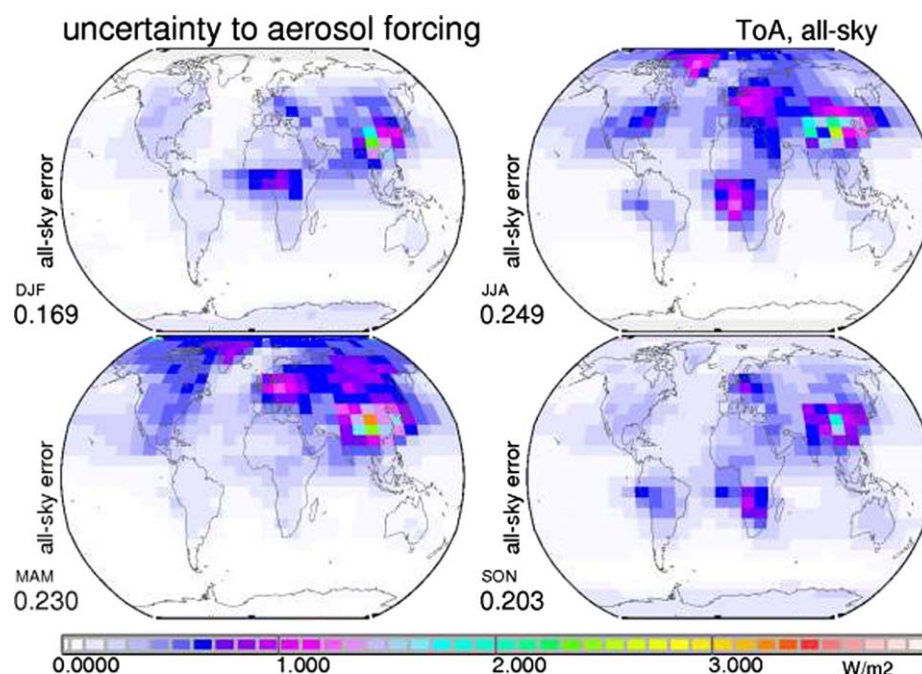 uncertainty to aerosol forcing
ToA, all-sky
all-sky error
DJF
0.169
all-sky error
JJA
0.249
all-sky error
MAM
0.230
all-sky error
SON
0.203
0.0000 1.000 2.000 3.000 W/m2